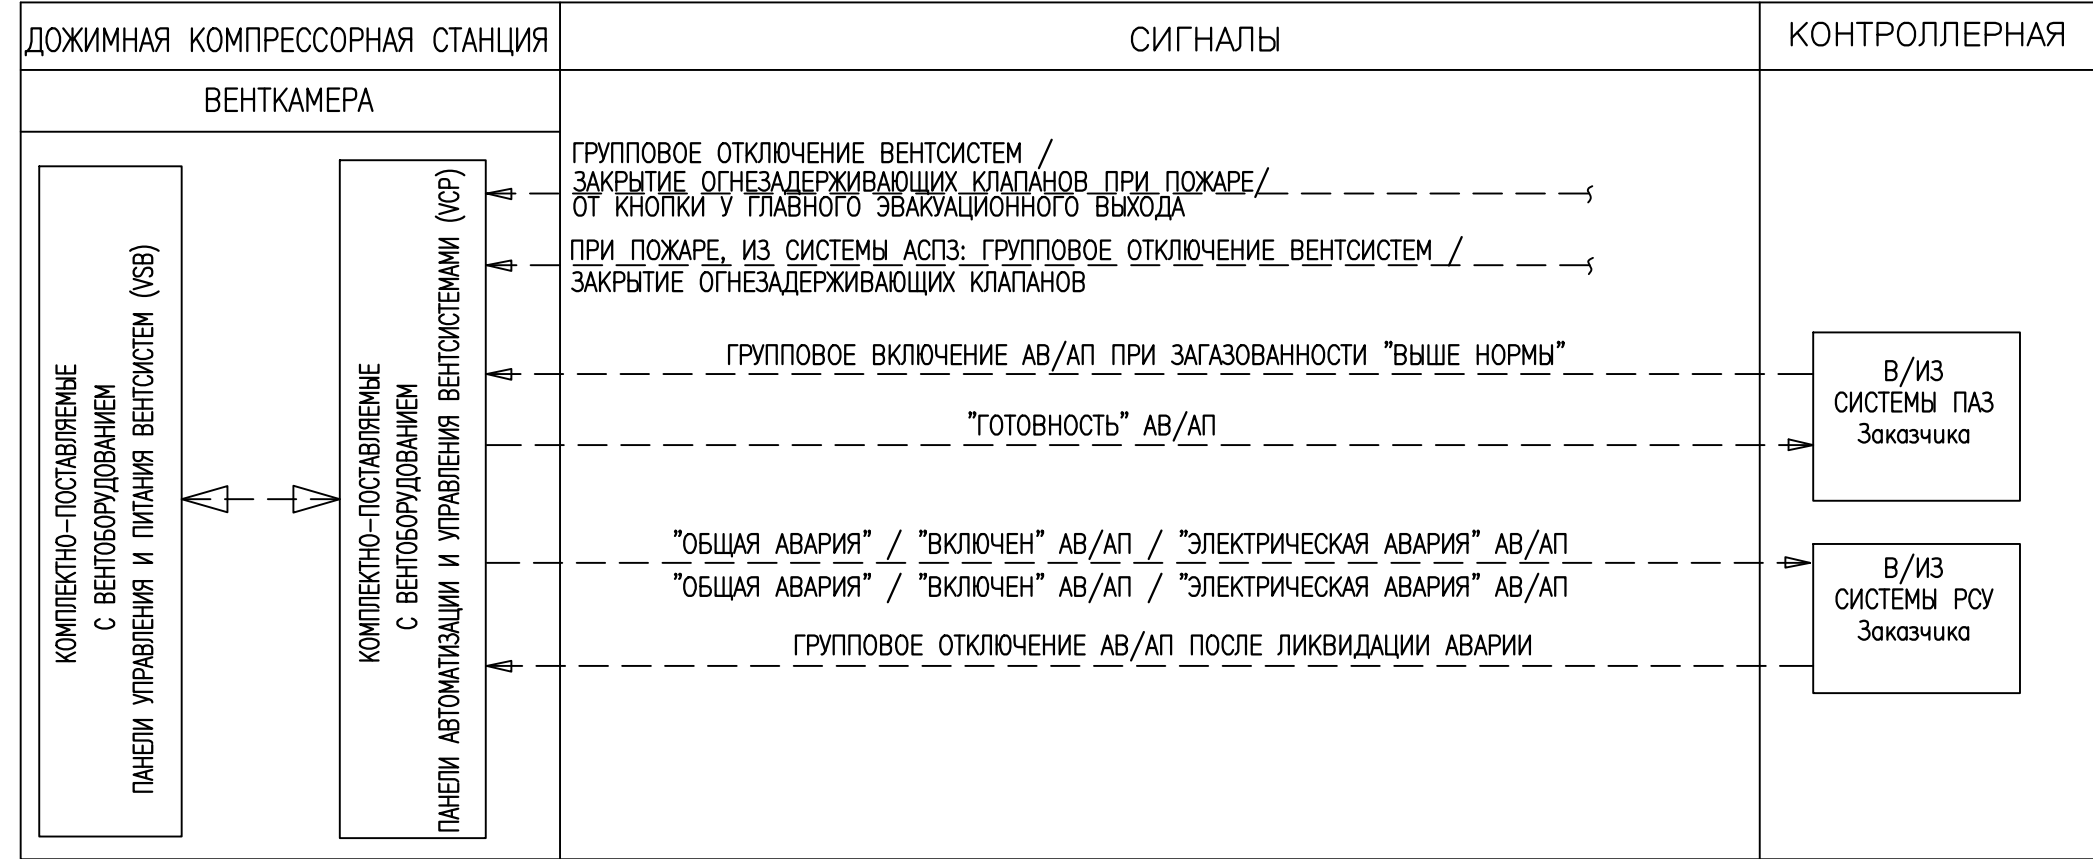 ДОЖИМНАЯ КОМПРЕССОРНАЯ СТАНЦИЯ
СИГНАЛЫ
КОНТРОЛЛЕРНАЯ
ВЕНТКАМЕРА
КОМПЛЕКТНО-ПОСТАВЛЯЕМЫЕ
С ВЕНТОБОРУДОВАНИЕМ
ПАНЕЛИ УПРАВЛЕНИЯ И ПИТАНИЯ ВЕНТСИСТЕМ (VSB)
КОМПЛЕКТНО-ПОСТАВЛЯЕМЫЕ
С ВЕНТОБОРУДОВАНИЕМ
ПАНЕЛИ АВТОМАТИЗАЦИИ И УПРАВЛЕНИЯ ВЕНТСИСТЕМАМИ (VCP)
ГРУППОВОЕ ОТКЛЮЧЕНИЕ ВЕНТСИСТЕМ /
ЗАКРЫТИЕ ОГНЕЗАДЕРЖИВАЮЩИХ КЛАПАНОВ ПРИ ПОЖАРЕ/
ОТ КНОПКИ У ГЛАВНОГО ЭВАКУАЦИОННОГО ВЫХОДА
ПРИ ПОЖАРЕ, ИЗ СИСТЕМЫ АСПЗ: ГРУППОВОЕ ОТКЛЮЧЕНИЕ ВЕНТСИСТЕМ /
ЗАКРЫТИЕ ОГНЕЗАДЕРЖИВАЮЩИХ КЛАПАНОВ
ГРУППОВОЕ ВКЛЮЧЕНИЕ АВ/АП ПРИ ЗАГАЗОВАННОСТИ "ВЫШЕ НОРМЫ"
"ГОТОВНОСТЬ" АВ/АП
В/ИЗ
СИСТЕМЫ ПАЗ
Заказчика
"ОБЩАЯ АВАРИЯ" / "ВКЛЮЧЕН" АВ/АП / "ЭЛЕКТРИЧЕСКАЯ АВАРИЯ" АВ/АП
"ОБЩАЯ АВАРИЯ" / "ВКЛЮЧЕН" АВ/АП / "ЭЛЕКТРИЧЕСКАЯ АВАРИЯ" АВ/АП
ГРУППОВОЕ ОТКЛЮЧЕНИЕ АВ/АП ПОСЛЕ ЛИКВИДАЦИИ АВАРИИ
В/ИЗ
СИСТЕМЫ РСУ
Заказчика